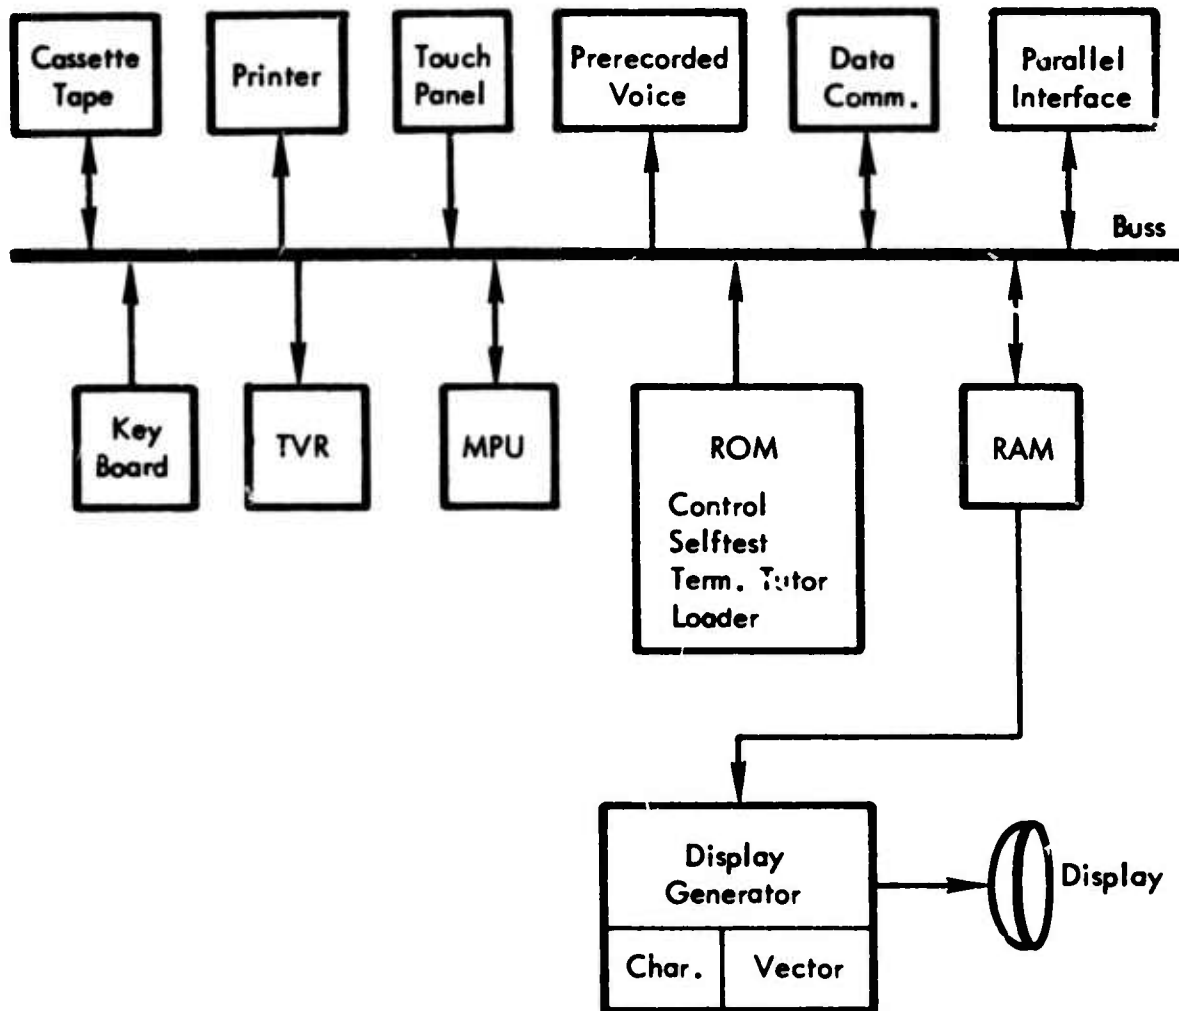 Cassette
Tape
Printer
Touch
Panel
Prerecorded
Voice
Data
Comm.
Parallel
Interface
Buss
Key
Board
TVR
MPU
ROM
Control
Selftest
Term. Tutor
Loader
RAM
Display
Generator
Char.
Vector
Display